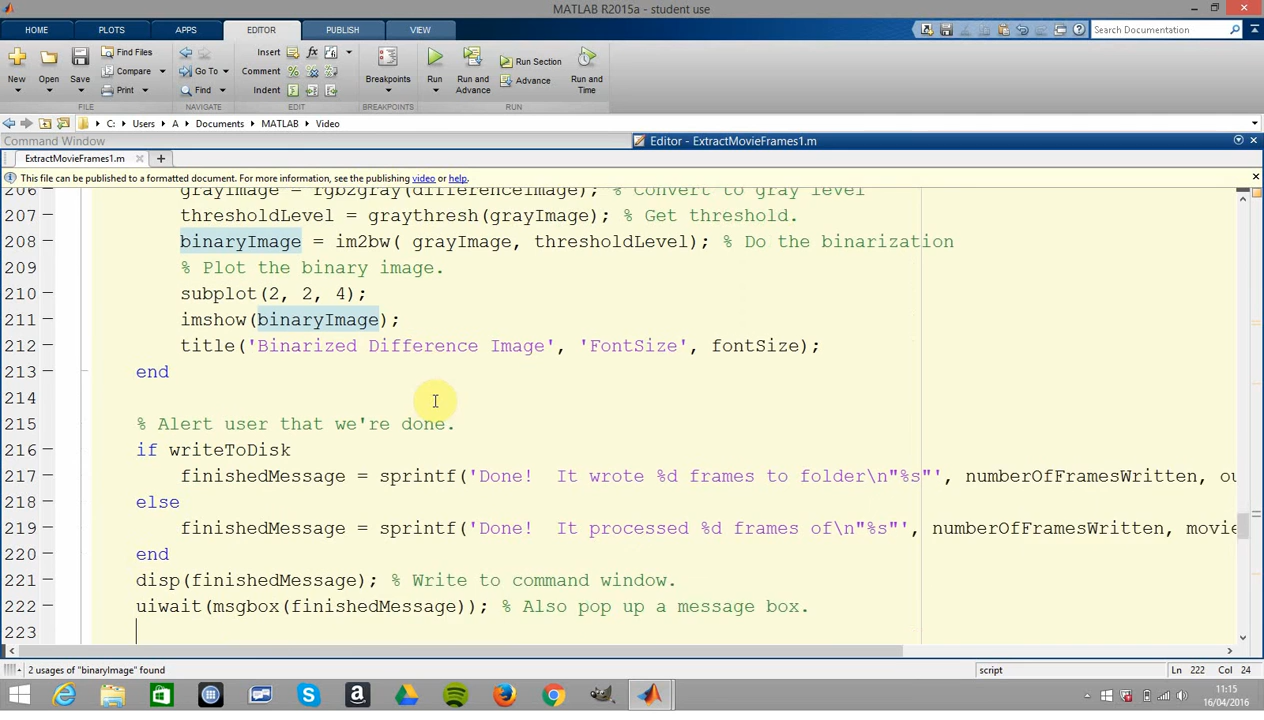 MATLAB R2015a - student use
HOME PLOTS APPS EDITOR PUBLISH VIEW Search Documentation
New Open Save Find Files Compare Print Go To Find Insert Comment Indent fx Breakpoints Run Run and Advance Run Section Advance Run and Time
FILE NAVIGATE EDIT BREAKPOINTS RUN
C: Users A Documents MATLAB Video
Command Window
Editor - ExtractMovieFrames1.m
ExtractMovieFrames1.m
This file can be published to a formatted document. For more information, see the publishing video or help.
206 grayImage = rgb2gray(differenceImage); % Convert to gray level
207 thresholdLevel = graythresh(grayImage); % Get threshold.
208 binaryImage = im2bw( grayImage, thresholdLevel); % Do the binarization
209 % Plot the binary image.
210 subplot(2, 2, 4);
211 imshow(binaryImage);
212 title('Binarized Difference Image', 'FontSize', fontSize);
213 end
214
215 % Alert user that we're done.
216 if writeToDisk
217 finishedMessage = sprintf('Done!  It wrote %d frames to folder\n"%s"', numberOfFramesWritten, ou
218 else
219 finishedMessage = sprintf('Done!  It processed %d frames of\n"%s"', numberOfFramesWritten, movie
220 end
221 disp(finishedMessage); % Write to command window.
222 uiwait(msgbox(finishedMessage)); % Also pop up a message box.
223
2 usages of "binaryImage" found script Ln 222 Col 24
11:15
16/04/2016